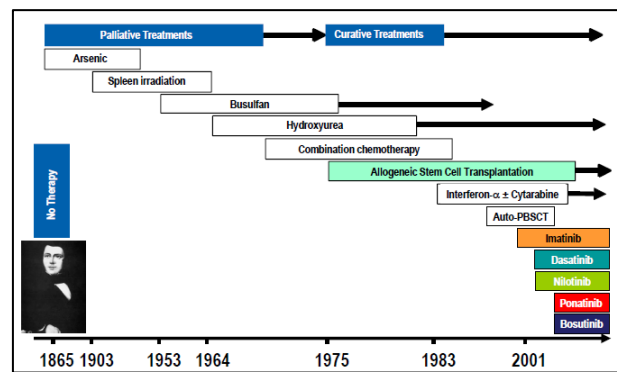 Palliative Treatments
Curative Treatments
Arsenic
Spleen irradiation
Busulfan
Hydroxyurea
Combination chemotherapy
Allogeneic Stem Cell Transplantation
Interferon-α ± Cytarabine
Auto-PBSCT
No Therapy
Imatinib
Dasatinib
Nilotinib
Ponatinib
Bosutinib
1865 1903 1953 1964 1975 1983 2001